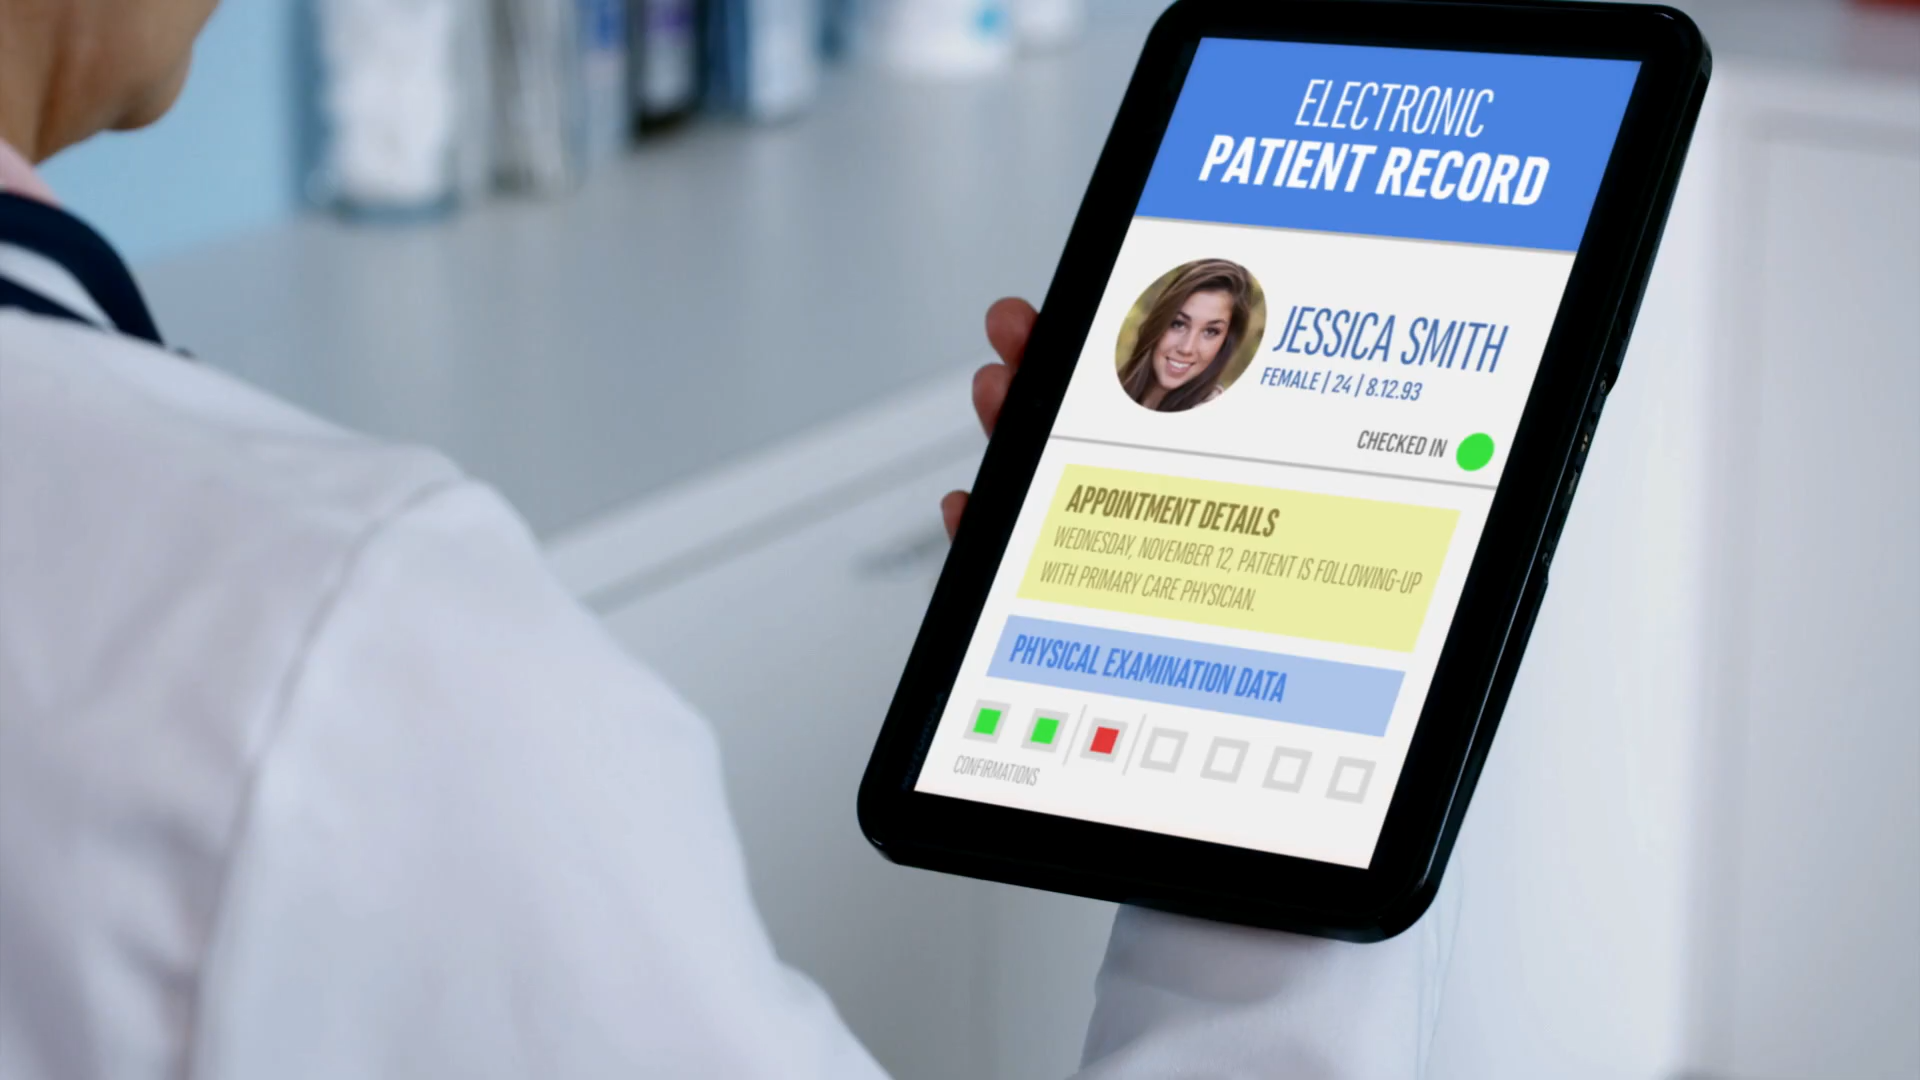 ELECTRONIC
PATIENT RECORD
JESSICA SMITH
FEMALE | 24 | 8.12.93
CHECKED IN
APPOINTMENT DETAILS
WEDNESDAY, NOVEMBER 12, PATIENT IS FOLLOWING-UP
WITH PRIMARY CARE PHYSICIAN.
PHYSICAL EXAMINATION DATA
CONFIRMATIONS